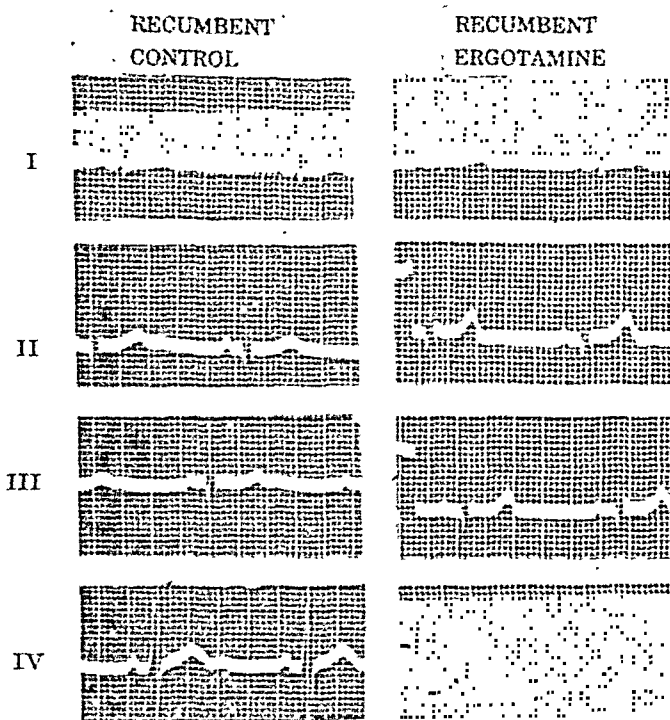 RECUMBENT
CONTROL
RECUMBENT
ERGOTAMINE
I
II
III
IV